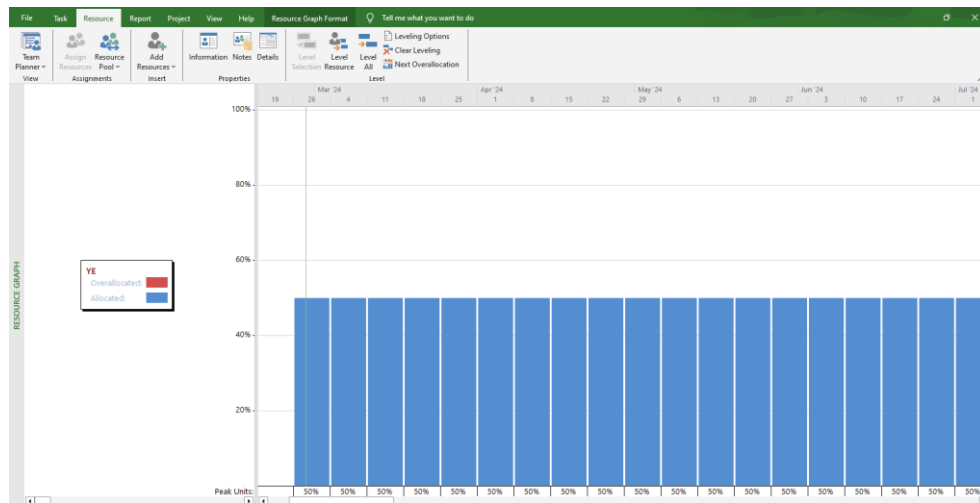 File Task Resource Report Project View Help Resource Graph Format Tell me what you want to do
Team Planner
Assign Resources
Resource Pool
Add Resources
Information
Notes
Details
Level Selection
Level Resource
Level All
Leveling Options
Clear Leveling
Next Overallocation
View Assignments Insert Properties Level
Mar '24 Apr '24 May '24 Jun '24 Jul '24
19 26 4 11 18 25 1 8 15 22 29 6 13 20 27 3 10 17 24 1
100%
80%
60%
40%
20%
RESOURCE GRAPH
YE
Overallocated:
Allocated:
Peak Units: 50% 50% 50% 50% 50% 50% 50% 50% 50% 50% 50% 50% 50% 50% 50% 50% 50% 50% 50%